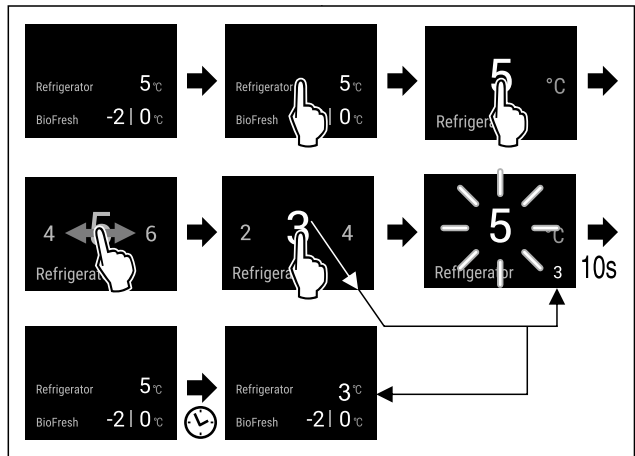 Refrigerator 5°C
BioFresh -2 | 0 °C
Refrigerator 5°C
BioFresh 0 °C
5 °C
Refriger
4 5 6
Refrigera
2 3 4
Refrigera
5 °C
Refrigerator 3
10s
Refrigerator 5°C
BioFresh -2 | 0 °C
Refrigerator 3°C
BioFresh -2 | 0 °C